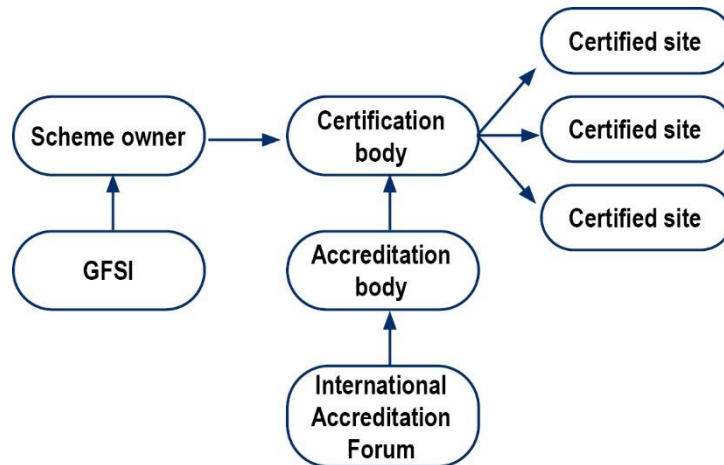 Certified site
Scheme owner
Certification
body
Certified site
Certified site
GFSI
Accreditation
body
International
Accreditation
Forum